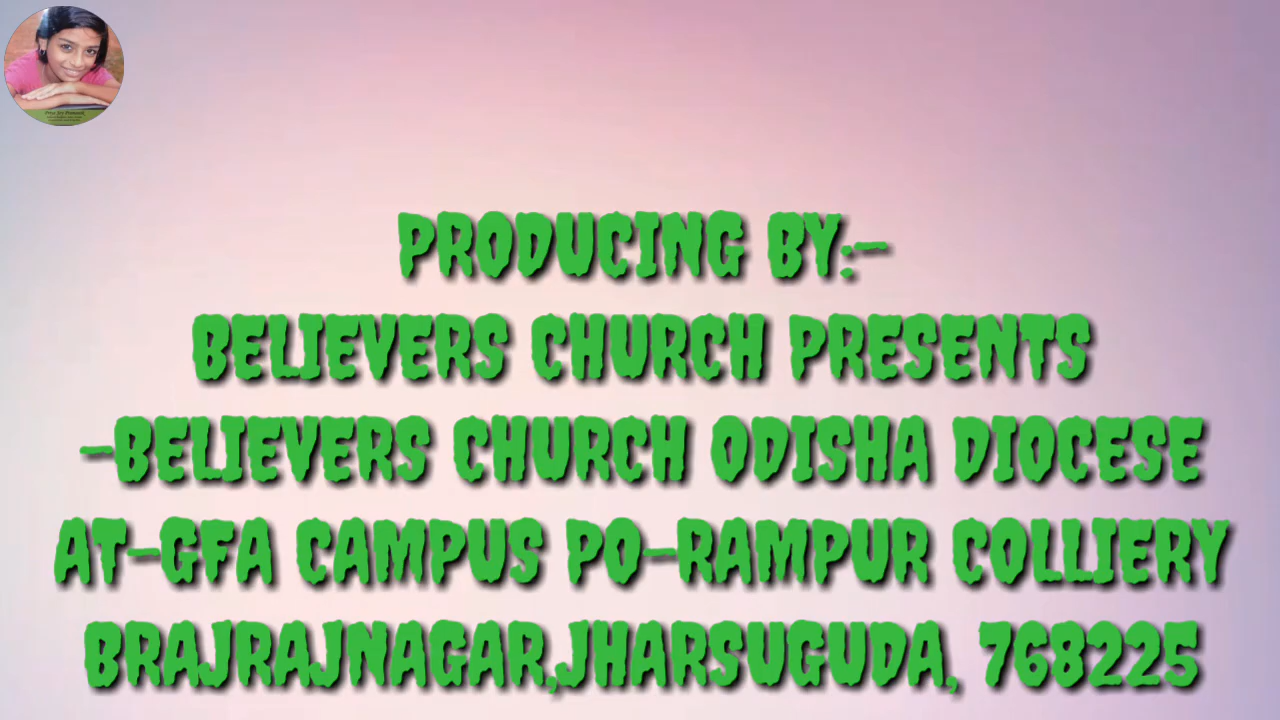 PRODUCING BY:-
BELIEVERS CHURCH PRESENTS
-BELIEVERS CHURCH ODISHA DIOCESE
AT-GFA CAMPUS PO-RAMPUR COLLIERY
BRAJRAJNAGAR,JHARSUGUDA, 768225